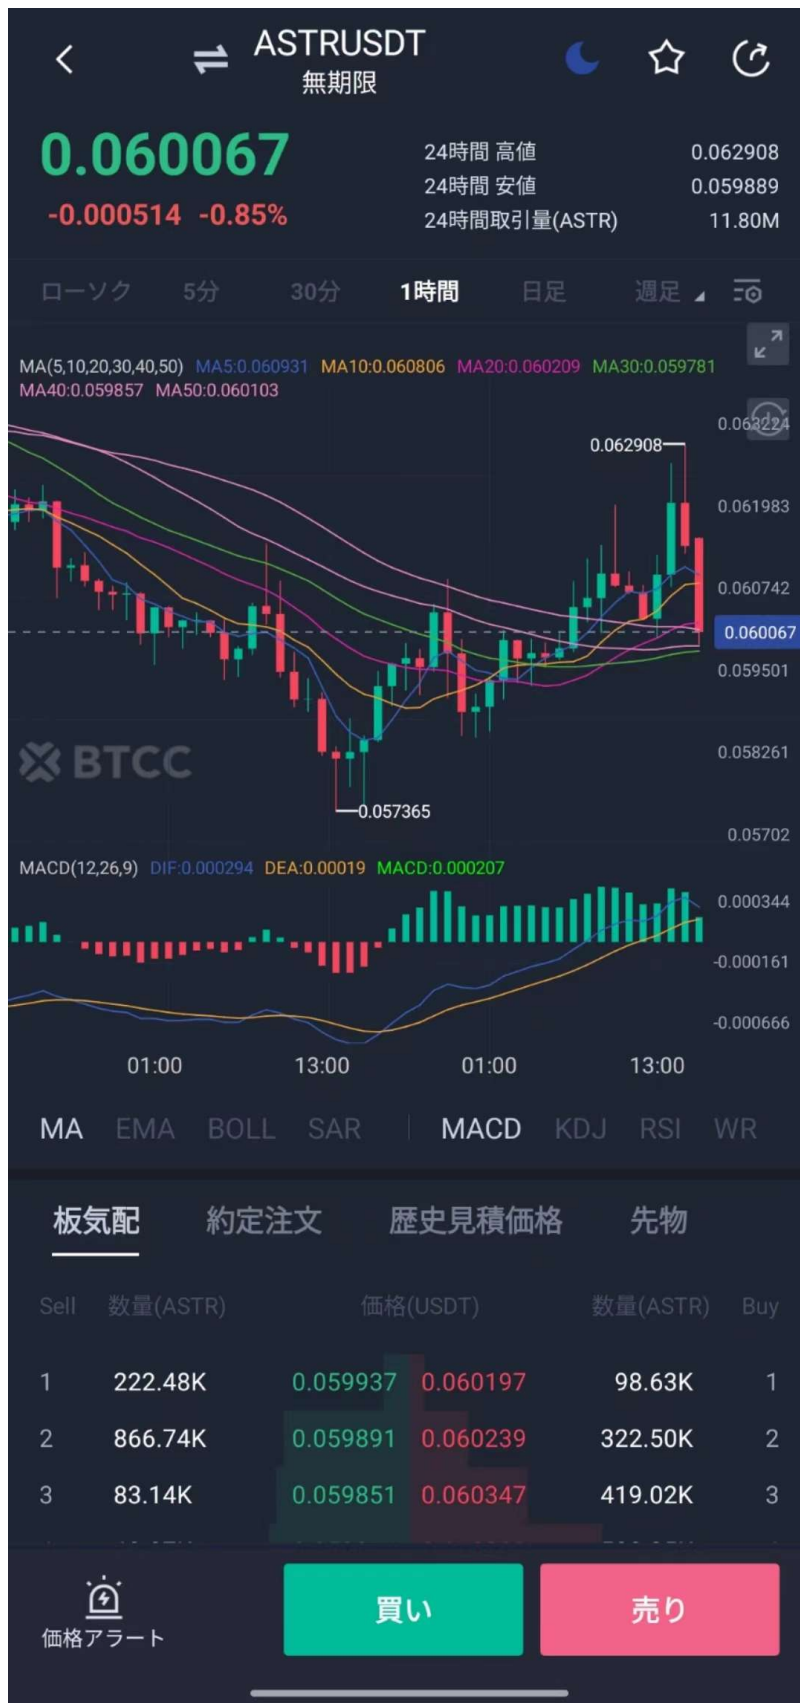 ASTRUSDT
無期限
0.060067
-0.000514 -0.85%
24時間 高値 0.062908
24時間 安値 0.059889
24時間取引量(ASTR) 11.80M
ローソク 5分 30分 1時間 日足 週足
MA(5,10,20,30,40,50) MA5:0.060931 MA10:0.060806 MA20:0.060209 MA30:0.059781
MA40:0.059857 MA50:0.060103
0.063224
0.062908
0.061983
0.060742
0.060067
0.059501
BTCC
0.058261
0.057365
0.05702
MACD(12,26,9) DIF:0.000294 DEA:0.00019 MACD:0.000207
0.000344
-0.000161
-0.000666
01:00 13:00 01:00 13:00
MA EMA BOLL SAR MACD KDJ RSI WR
板気配 約定注文 歴史見積価格 先物
Sell 数量(ASTR) 価格(USDT) 数量(ASTR) Buy
1 222.48K 0.059937 0.060197 98.63K 1
2 866.74K 0.059891 0.060239 322.50K 2
3 83.14K 0.059851 0.060347 419.02K 3
価格アラート 買い 売り